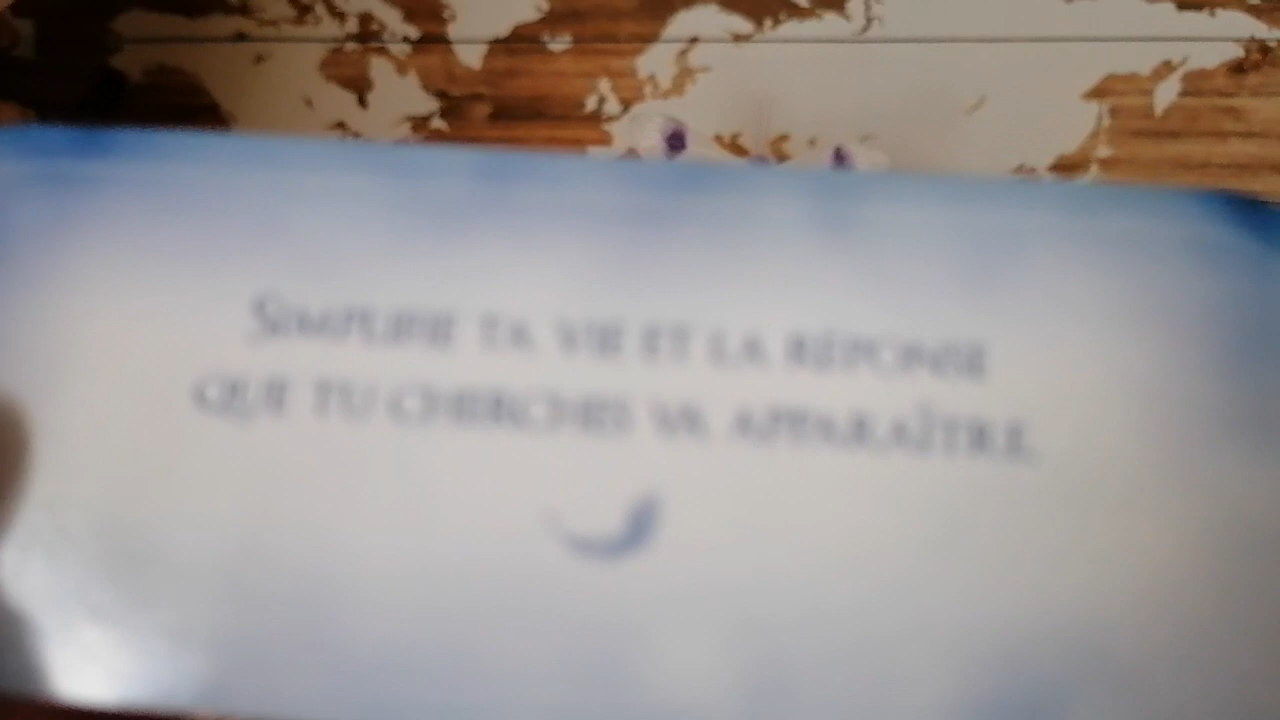 Simplifie ta vie et la réponse
que tu cherches va apparaître.